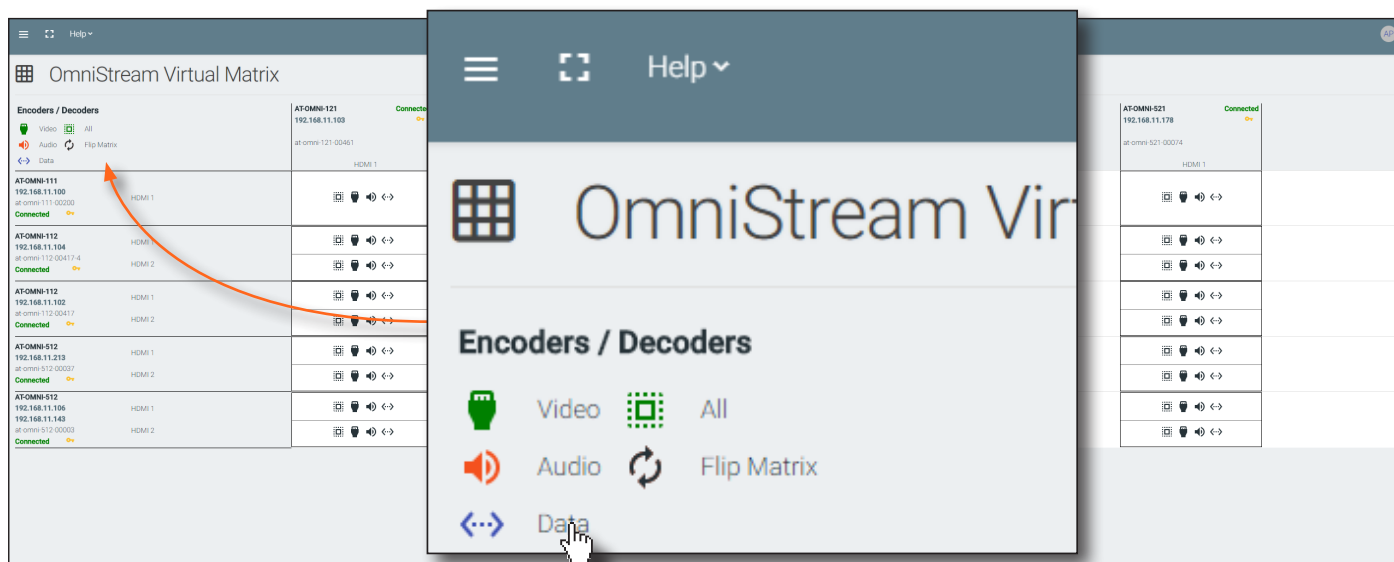 Help
AP
OmniStream Virtual Matrix
Encoders / Decoders
Video All
Audio Flip Matrix
Data
AT-OMNI-121 Connecte
192.168.11.103
at-omni-121-00461
HDMI 1
AT-OMNI-521 Connected
192.168.11.178
at-omni-521-00074
HDMI 1
AT-OMNI-111
192.168.11.100 HDMI 1
at-omni-111-00200
Connected
AT-OMNI-112
192.168.11.104 HDMI 1
at-omni-112-00417-4 HDMI 2
Connected
AT-OMNI-112
192.168.11.102 HDMI 1
at-omni-112-00417 HDMI 2
Connected
AT-OMNI-512
192.168.11.213 HDMI 1
at-omni-512-00037 HDMI 2
Connected
AT-OMNI-512
192.168.11.106 HDMI 1
192.168.11.143
at-omni-512-00003 HDMI 2
Connected
Help
OmniStream Vir
Encoders / Decoders
Video All
Audio Flip Matrix
Data